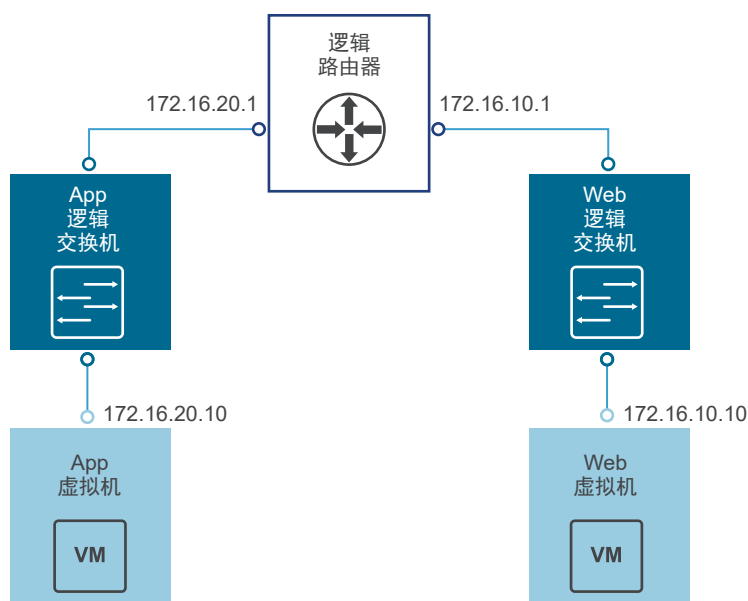 逻辑
路由器
172.16.20.1
172.16.10.1
App
逻辑
交换机
Web
逻辑
交换机
172.16.20.10
172.16.10.10
App
虚拟机
VM
Web
虚拟机
VM